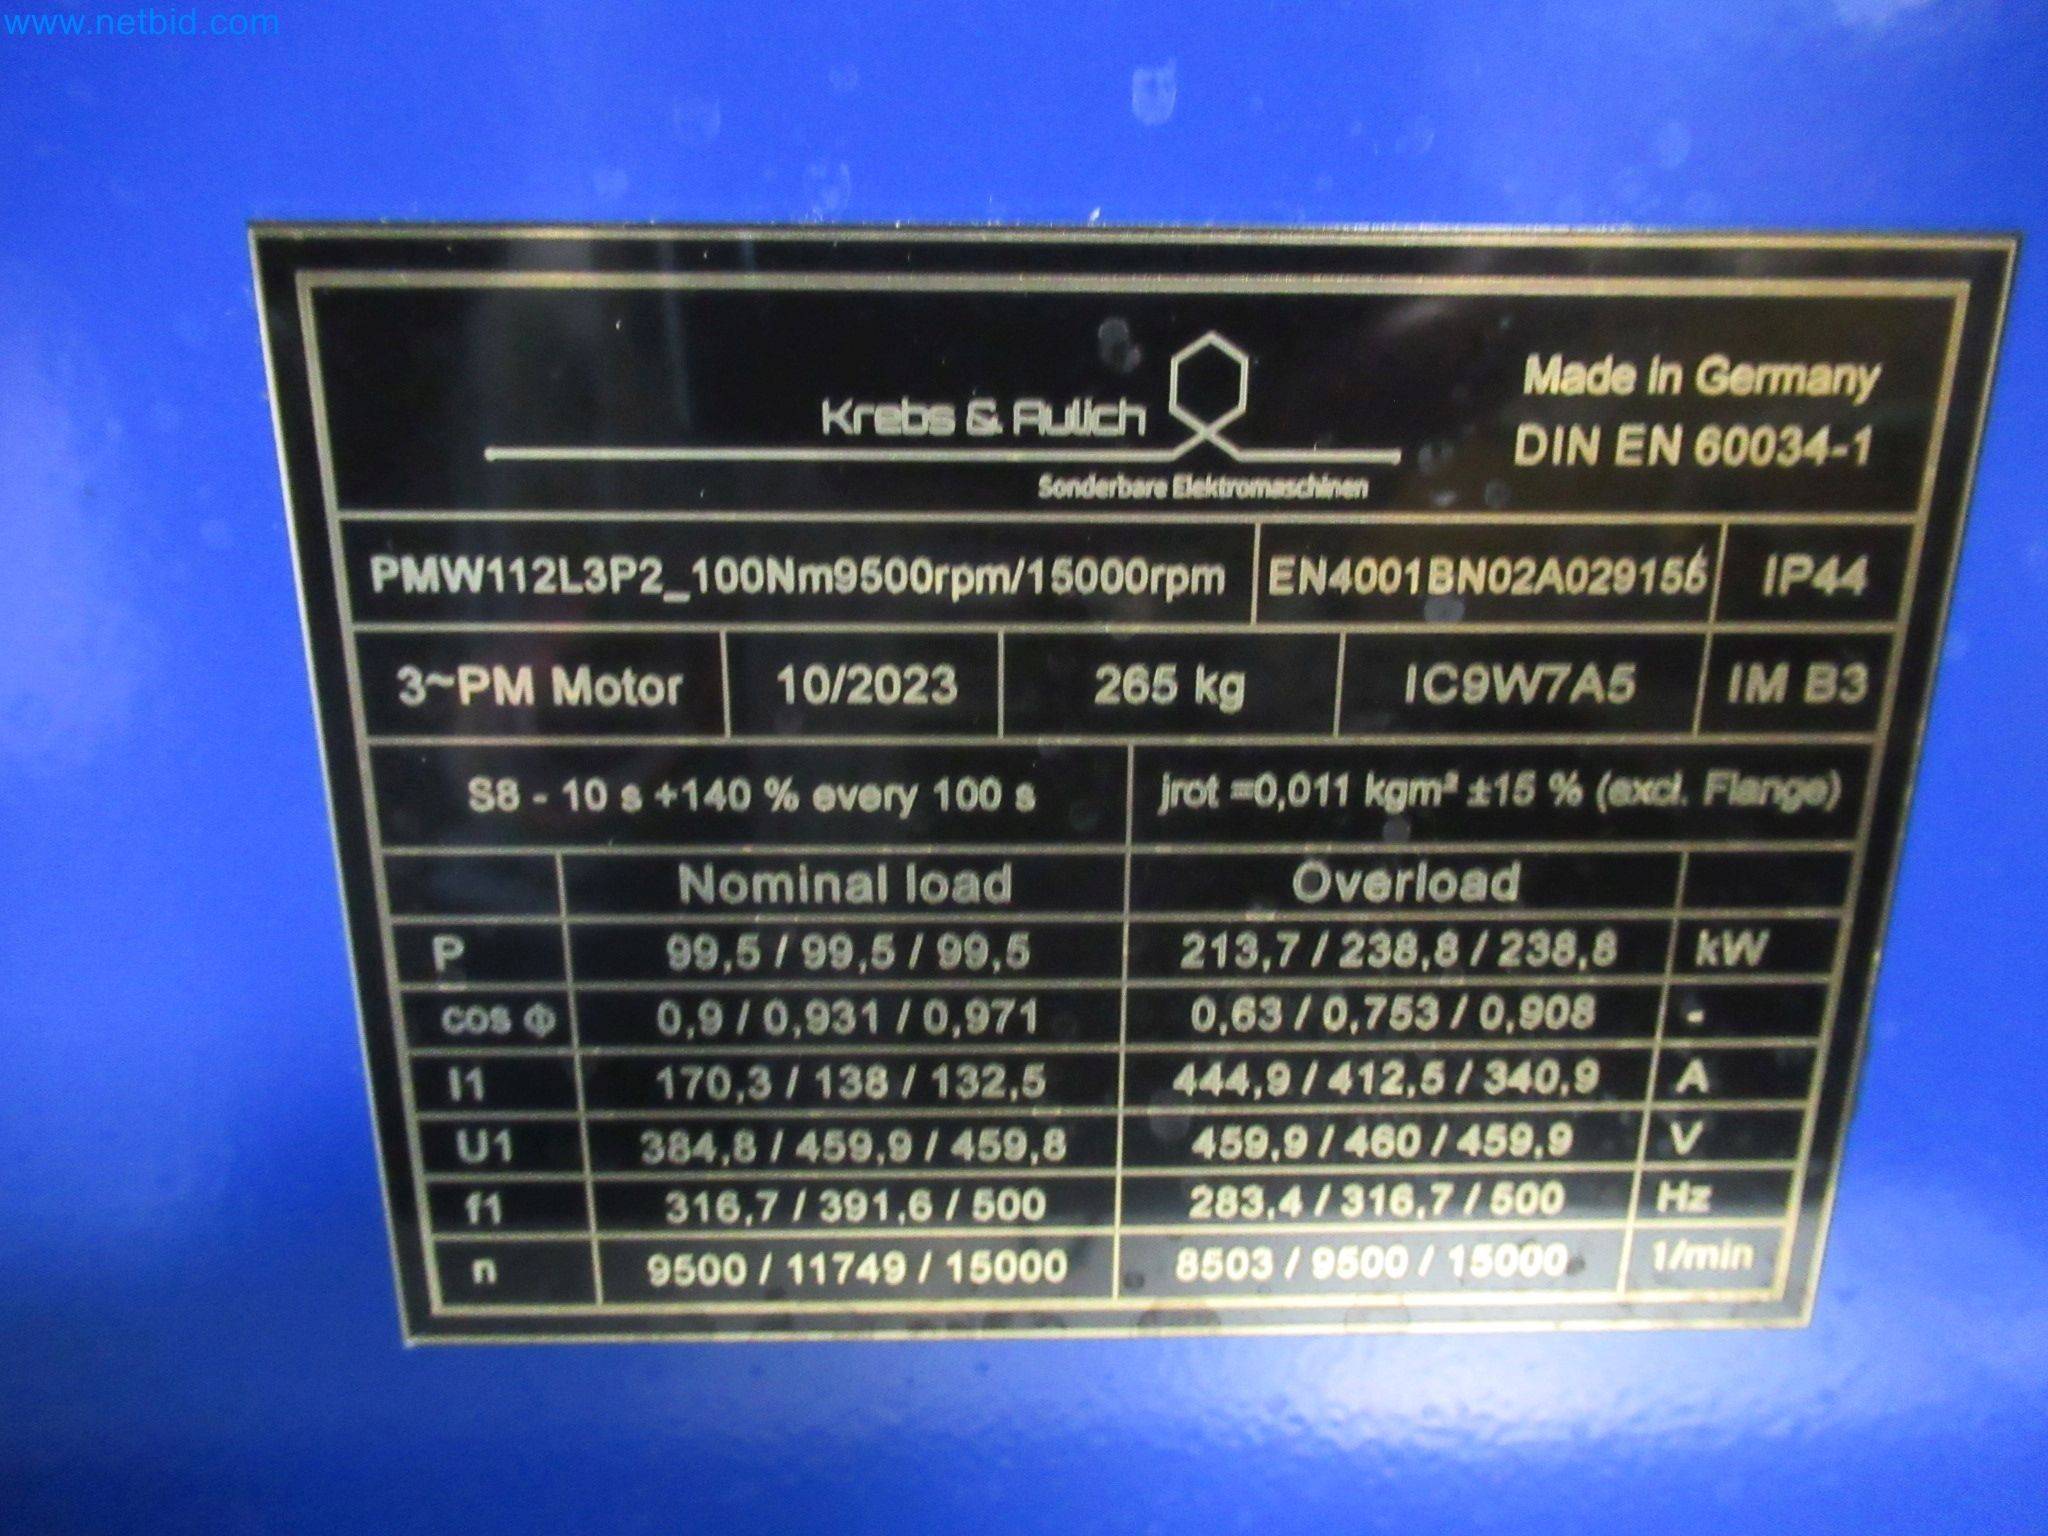 www.netbid.com
Krebs & Aulich
Sonderbare Elektromaschinen
Made in Germany
DIN EN 60034-1
PMW112L3P2_100Nm9500rpm/15000rpm EN4001BN02A029156 IP44
3~PM Motor 10/2023 265 kg IC9W7A5 IM B3
S8 - 10 s +140 % every 100 s jrot =0,011 kgm² ±15 % (excl. Flange)
Nominal load Overload
P 99,5 / 99,5 / 99,5 213,7 / 238,8 / 238,8 kW
cos Φ 0,9 / 0,931 / 0,971 0,63 / 0,753 / 0,908 -
I1 170,3 / 138 / 132,5 444,9 / 412,5 / 340,9 A
U1 384,8 / 459,9 / 459,8 459,9 / 460 / 459,9 V
f1 316,7 / 391,6 / 500 283,4 / 316,7 / 500 Hz
n 9500 / 11749 / 15000 8503 / 9500 / 15000 1/min